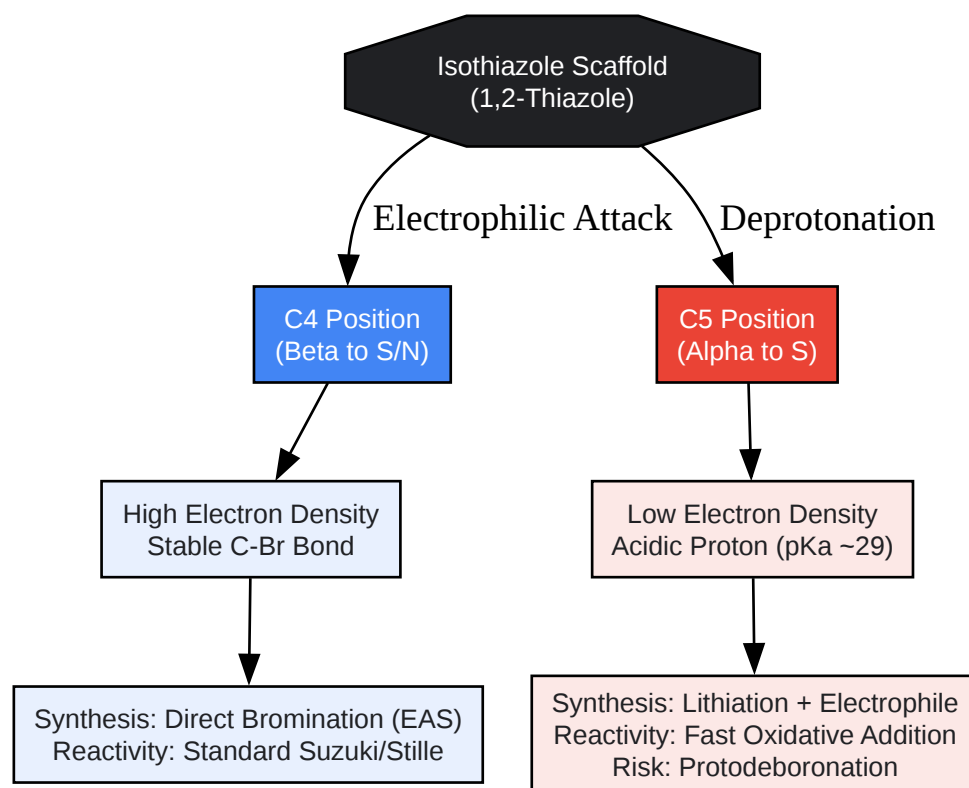 Isothiazole Scaffold
(1,2-Thiazole)
Electrophilic Attack
Deprotonation
C4 Position
(Beta to S/N)
C5 Position
(Alpha to S)
High Electron Density
Stable C-Br Bond
Low Electron Density
Acidic Proton (pKa ~29)
Synthesis: Direct Bromination (EAS)
Reactivity: Standard Suzuki/Stille
Synthesis: Lithiation + Electrophile
Reactivity: Fast Oxidative Addition
Risk: Protodeboronation